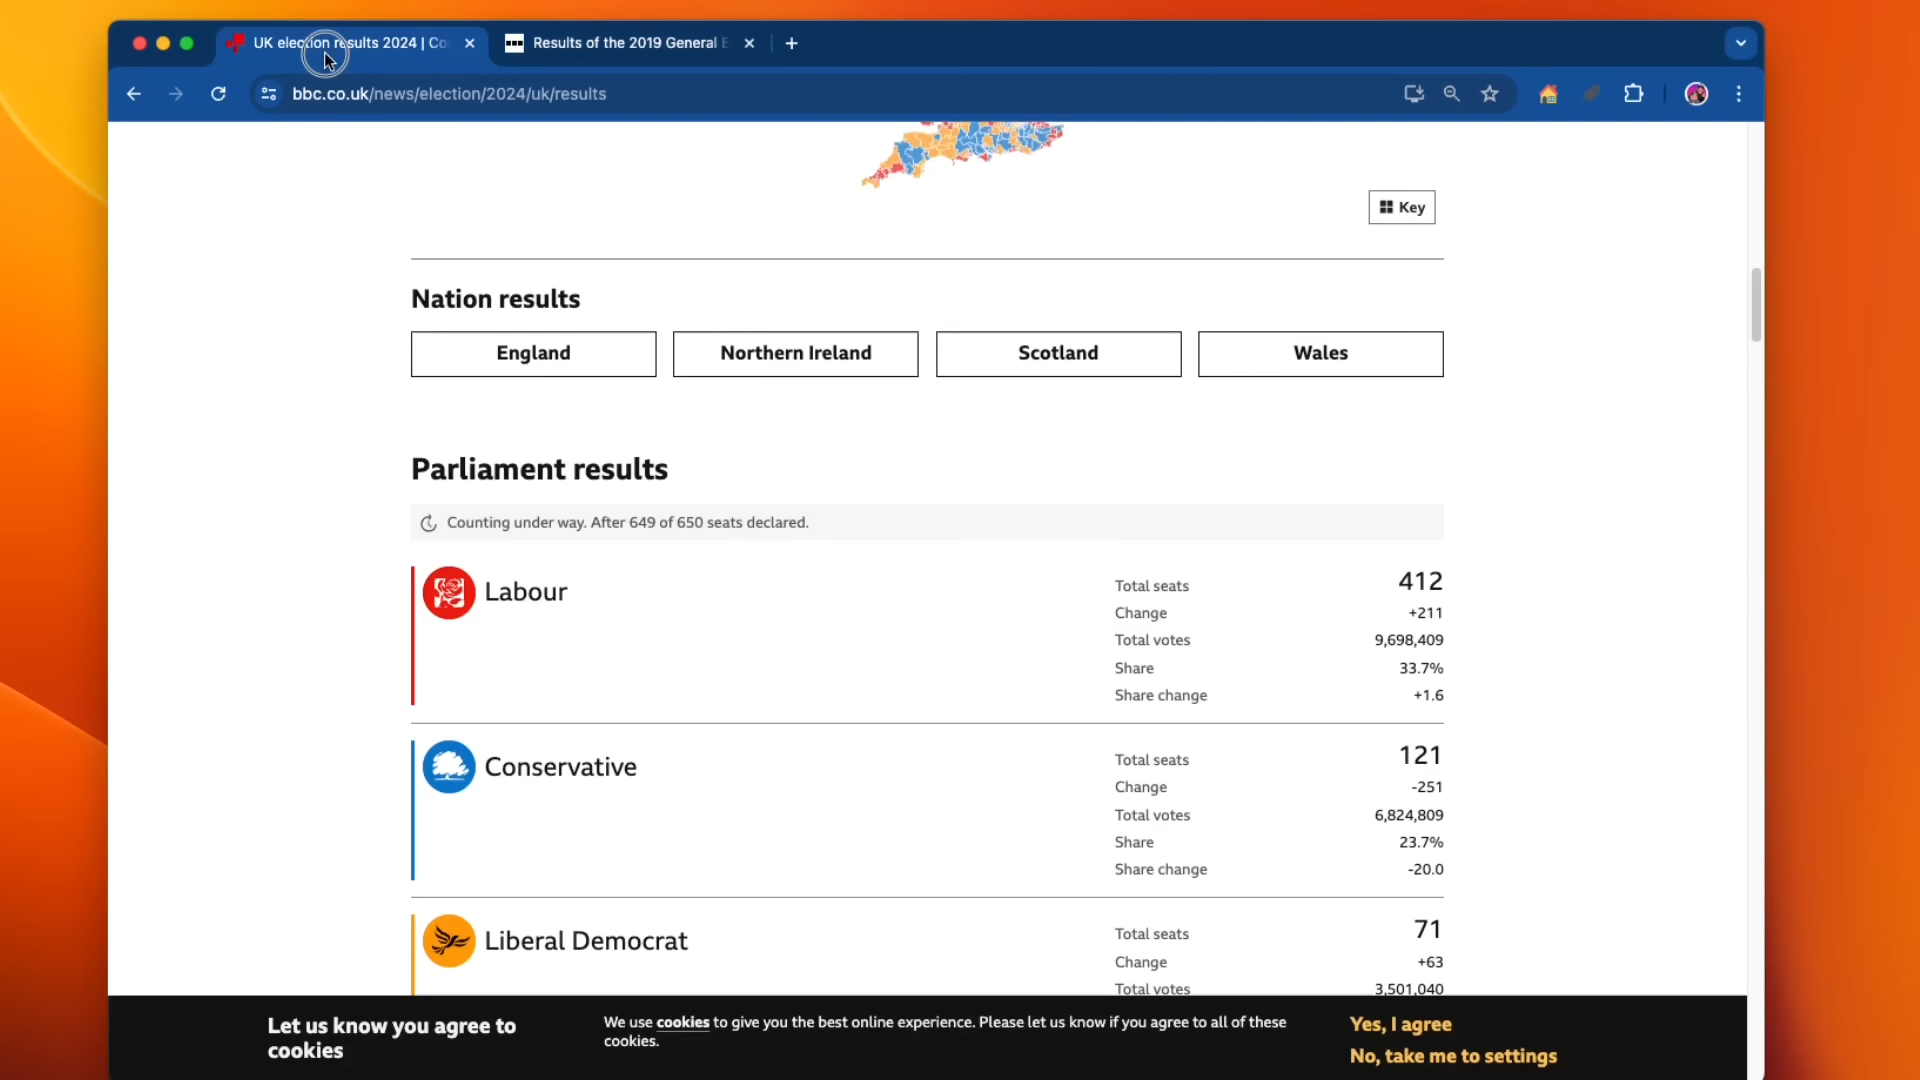 UK election results 2024 | Co
Results of the 2019 General E
bbc.co.uk/news/election/2024/uk/results
Key
Nation results
England
Northern Ireland
Scotland
Wales
Parliament results
Counting under way. After 649 of 650 seats declared.
Labour
Total seats 412
Change +211
Total votes 9,698,409
Share 33.7%
Share change +1.6
Conservative
Total seats 121
Change -251
Total votes 6,824,809
Share 23.7%
Share change -20.0
Liberal Democrat
Total seats 71
Change +63
Total votes 3,501,040
Let us know you agree to
cookies
We use cookies to give you the best online experience. Please let us know if you agree to all of these
cookies.
Yes, I agree
No, take me to settings